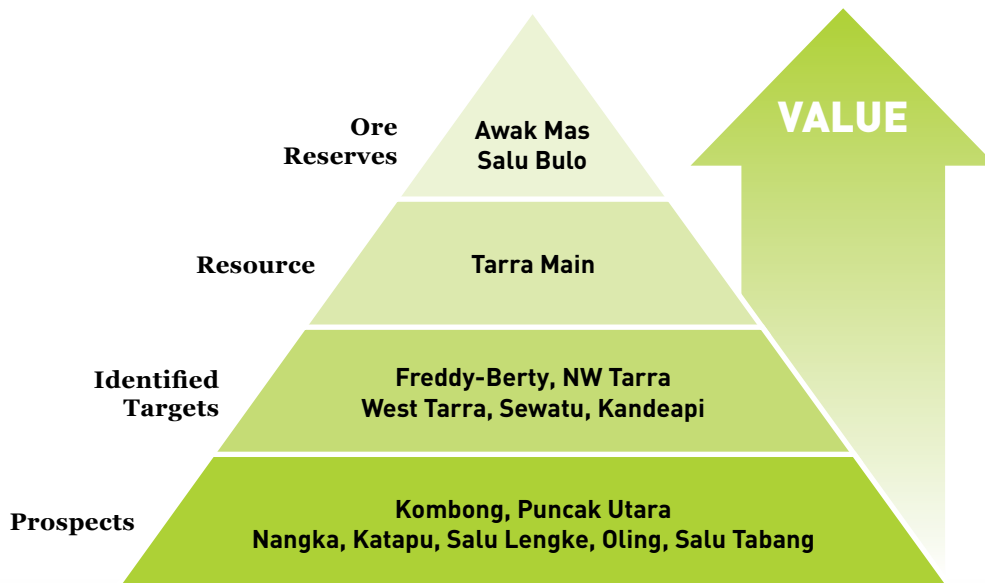 Ore
Reserves
Awak Mas
Salu Bulo
VALUE
Resource
Tarra Main
Identified
Targets
Freddy-Berty, NW Tarra
West Tarra, Sewatu, Kandeapi
Prospects
Kombong, Puncak Utara
Nangka, Katapu, Salu Lengke, Oling, Salu Tabang